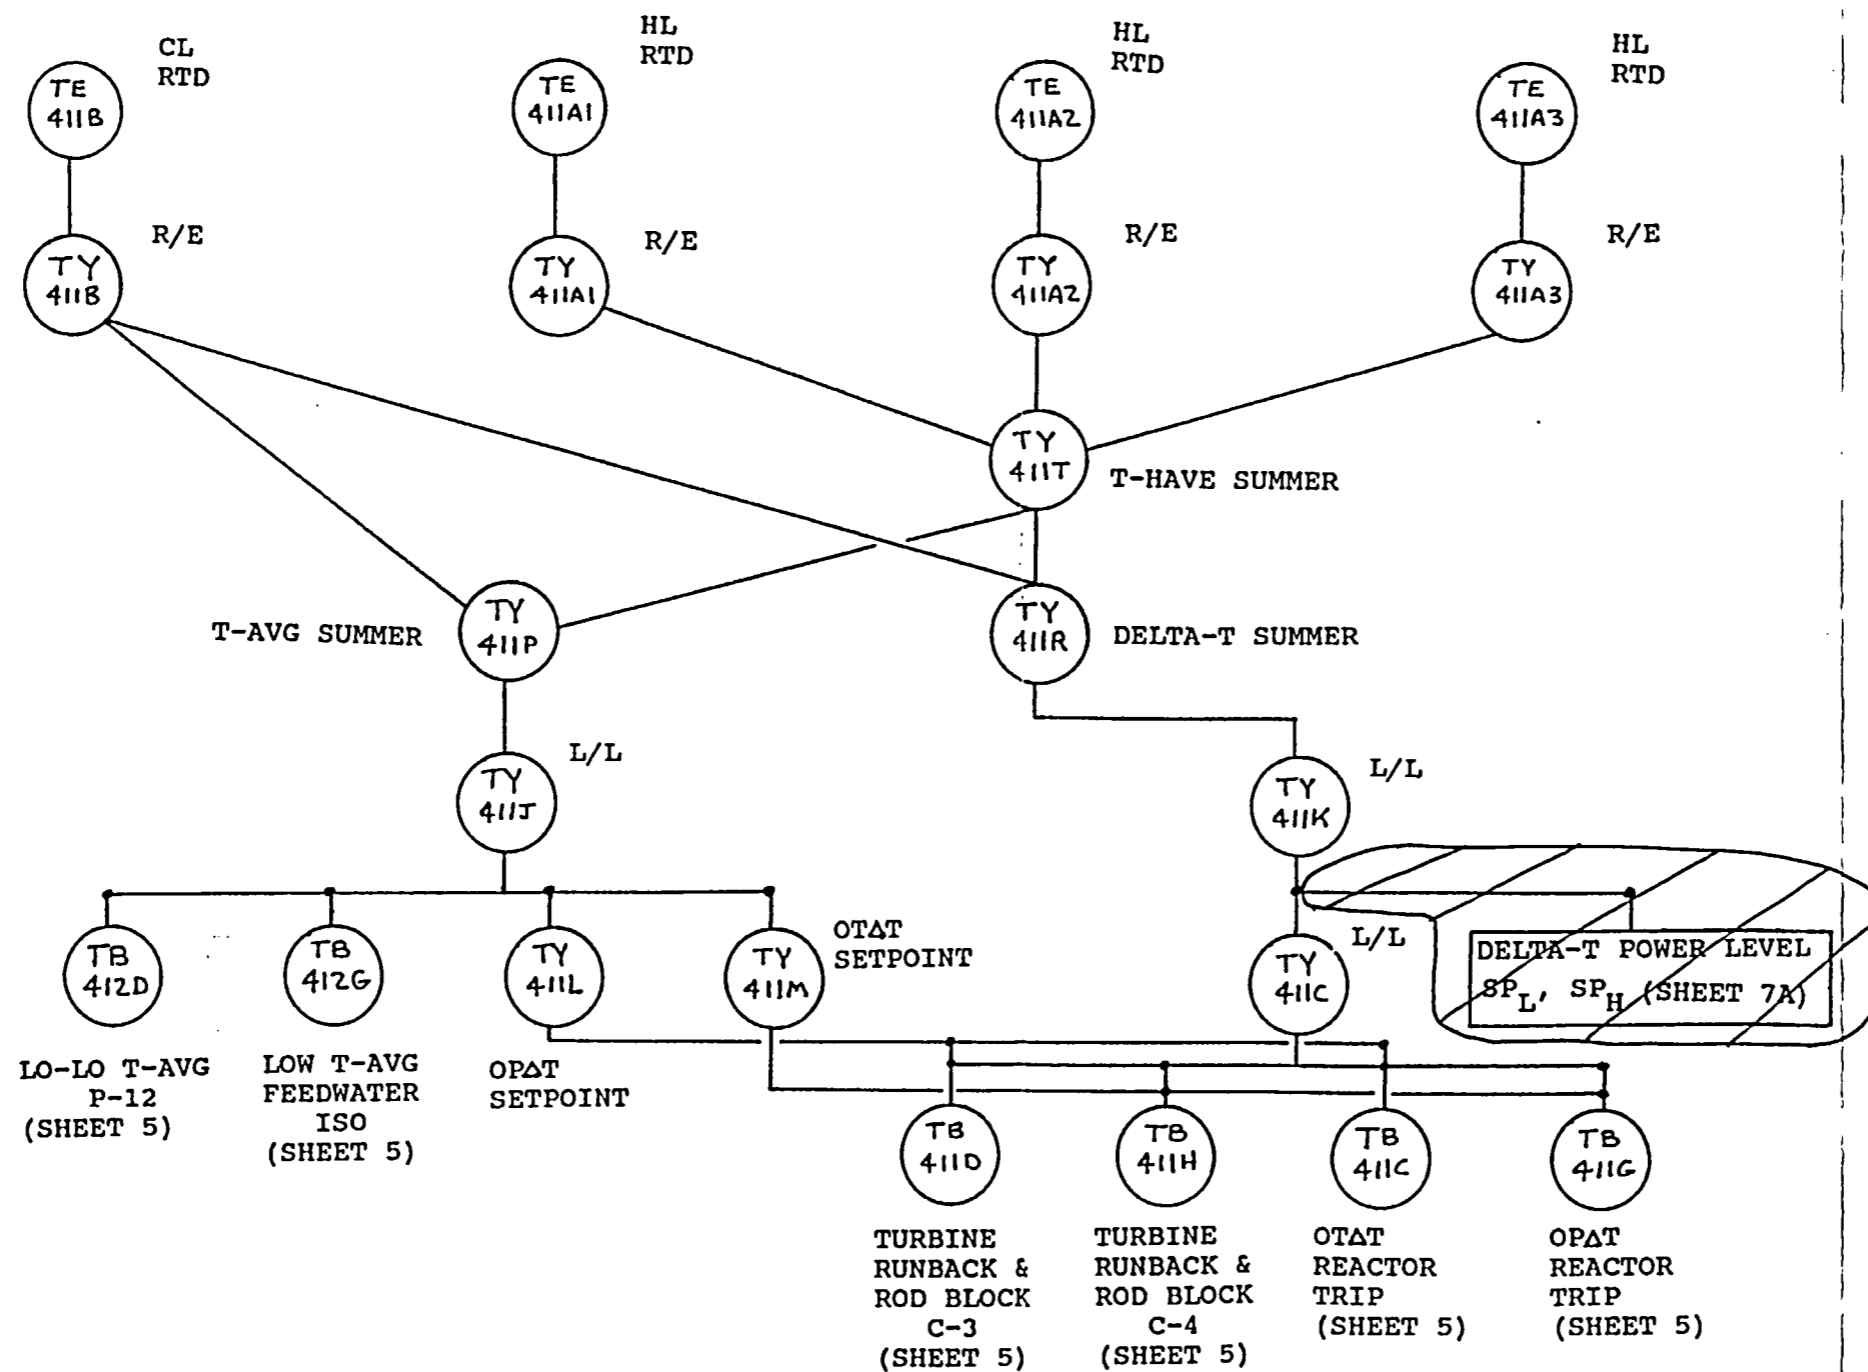 CL
RTD
HL
RTD
HL
RTD
HL
RTD
TE
411B
TE
411A1
TE
411A2
TE
411A3
R/E
R/E
R/E
R/E
TY
411B
TY
411A1
TY
411A2
TY
411A3
TY
411T
T-HAVE SUMMER
T-AVG SUMMER
TY
411P
TY
411R
DELTA-T SUMMER
L/L
TY
411J
L/L
TY
411K
TB
412D
TB
412G
TY
411L
TY
411M
OTΔT
SETPOINT
L/L
TY
411C
DELTA-T POWER LEVEL
SP_L, SP_H (SHEET 7A)
LO-LO T-AVG
P-12
(SHEET 5)
LOW T-AVG
FEEDWATER
ISO
(SHEET 5)
OPΔT
SETPOINT
TB
411D
TB
411H
TB
411C
TB
411G
TURBINE
RUNBACK &
ROD BLOCK
C-3
(SHEET 5)
TURBINE
RUNBACK &
ROD BLOCK
C-4
(SHEET 5)
OTΔT
REACTOR
TRIP
(SHEET 5)
OPΔT
REACTOR
TRIP
(SHEET 5)